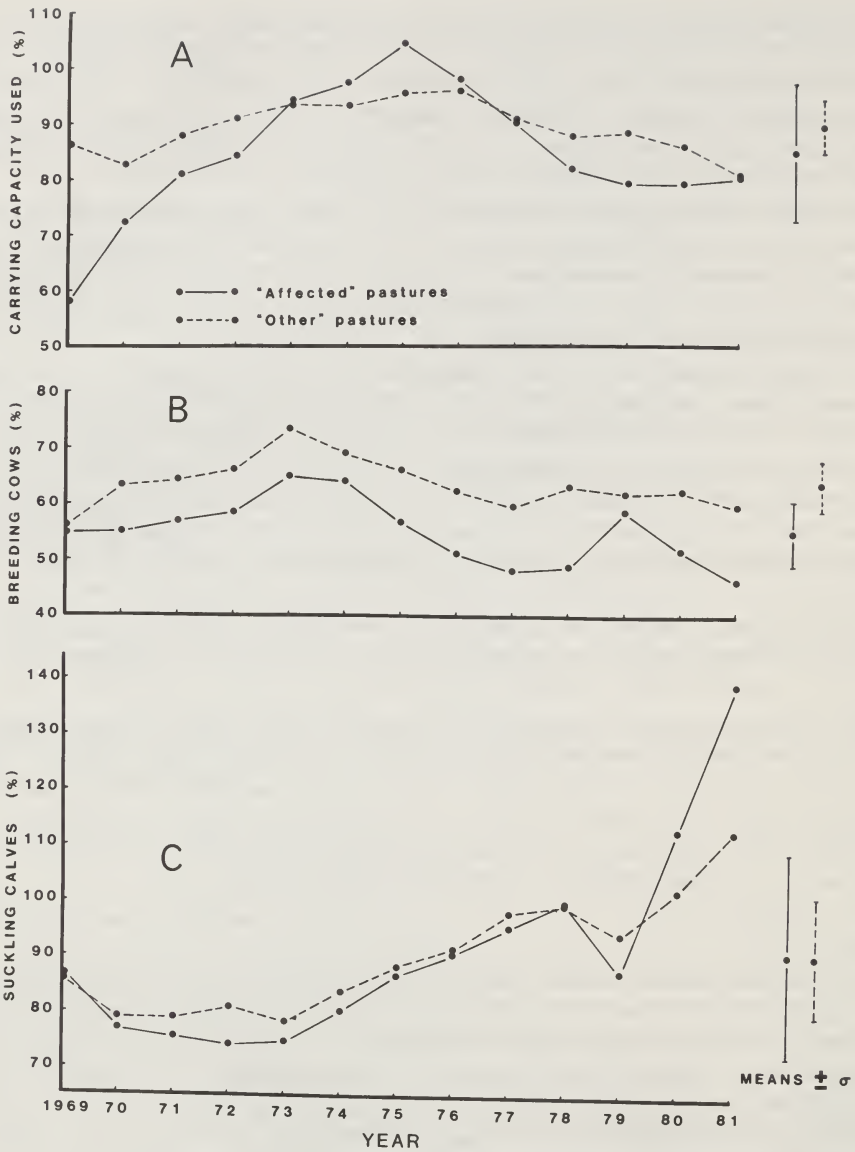 110
100
90
80
70
60
50
CARRYING CAPACITY USED (%)
A
"Affected" pastures
"Other" pastures
80
70
60
50
40
BREEDING COWS (%)
B
140
130
120
110
100
90
80
70
SUCKLING CALVES (%)
C
MEANS ± σ
1969 70 71 72 73 74 75 76 77 78 79 80 81
YEAR